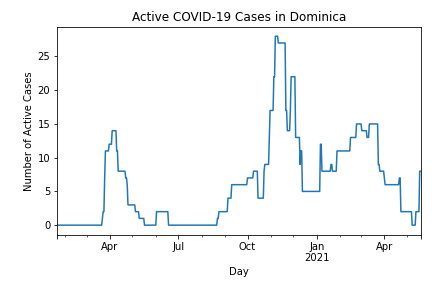 Active COVID-19 Cases in Dominica
Number of Active Cases
25
20
15
10
5
0
Apr
Jul
Oct
Jan
2021
Apr
Day